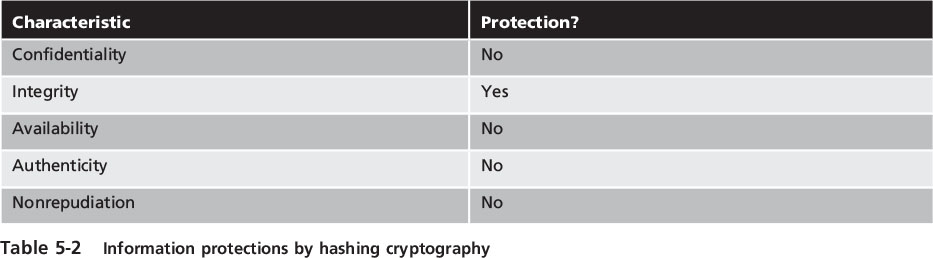 Characteristic Protection?
Confidentiality No
Integrity Yes
Availability No
Authenticity No
Nonrepudiation No
Table 5-2 Information protections by hashing cryptography